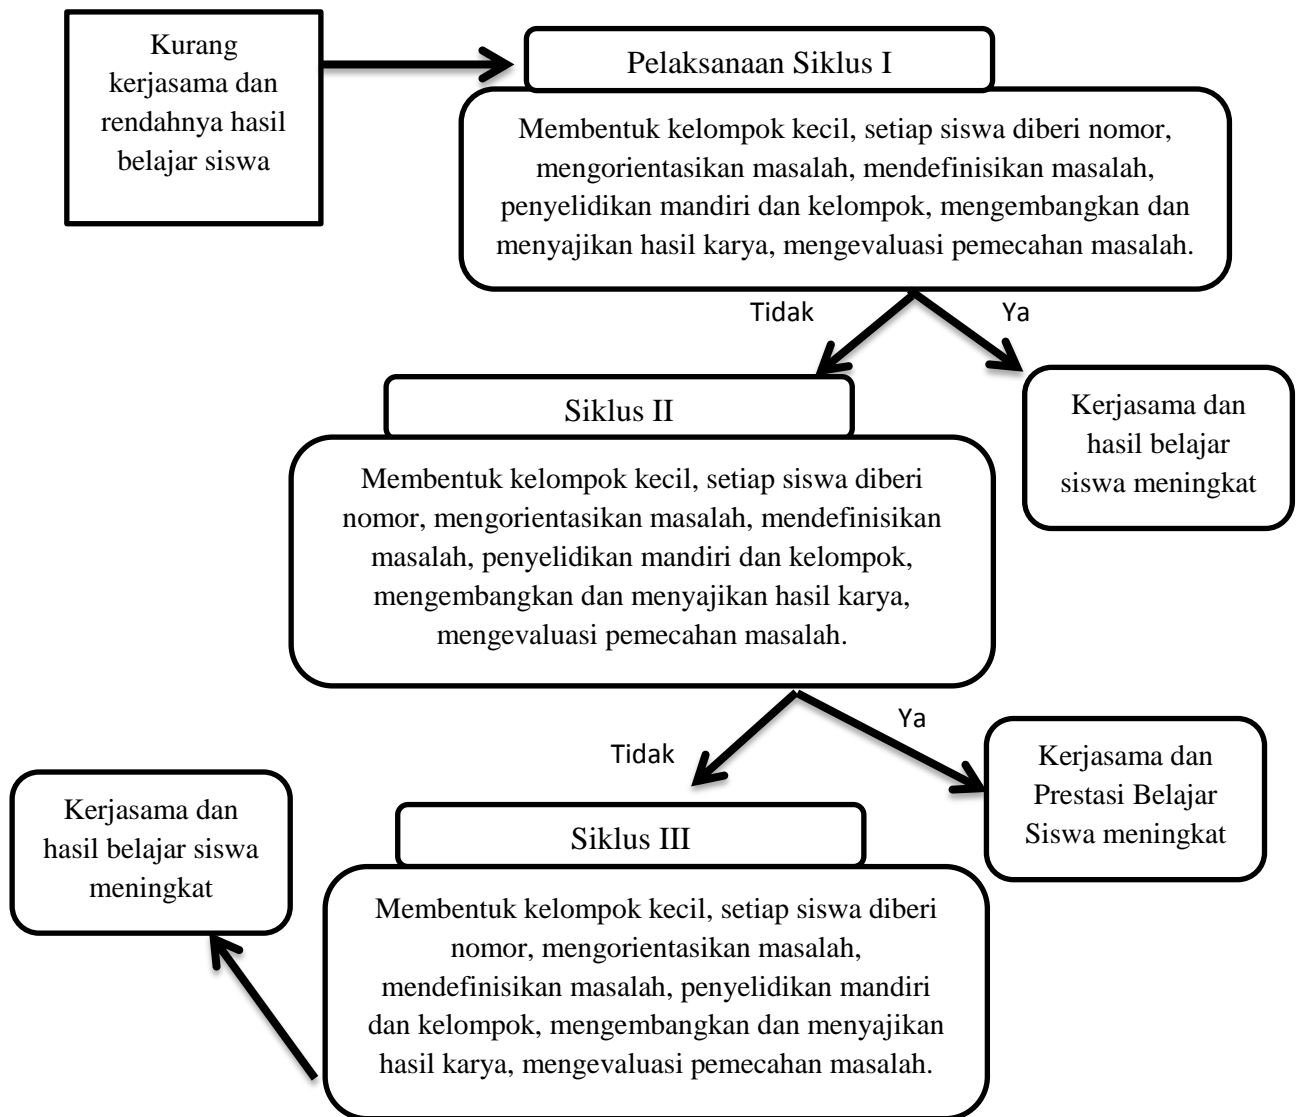 Kurang
kerjasama dan
rendahnya hasil
belajar siswa
Pelaksanaan Siklus I
Membentuk kelompok kecil, setiap siswa diberi nomor,
mengorientasikan masalah, mendefinisikan masalah,
penyelidikan mandiri dan kelompok, mengembangkan dan
menyajikan hasil karya, mengevaluasi pemecahan masalah.
Tidak
Ya
Siklus II
Membentuk kelompok kecil, setiap siswa diberi
nomor, mengorientasikan masalah, mendefinisikan
masalah, penyelidikan mandiri dan kelompok,
mengembangkan dan menyajikan hasil karya,
mengevaluasi pemecahan masalah.
Kerjasama dan
hasil belajar
siswa meningkat
Tidak
Ya
Kerjasama dan
Prestasi Belajar
Siswa meningkat
Siklus III
Membentuk kelompok kecil, setiap siswa diberi
nomor, mengorientasikan masalah,
mendefinisikan masalah, penyelidikan mandiri
dan kelompok, mengembangkan dan menyajikan
hasil karya, mengevaluasi pemecahan masalah.
Kerjasama dan
hasil belajar siswa
meningkat